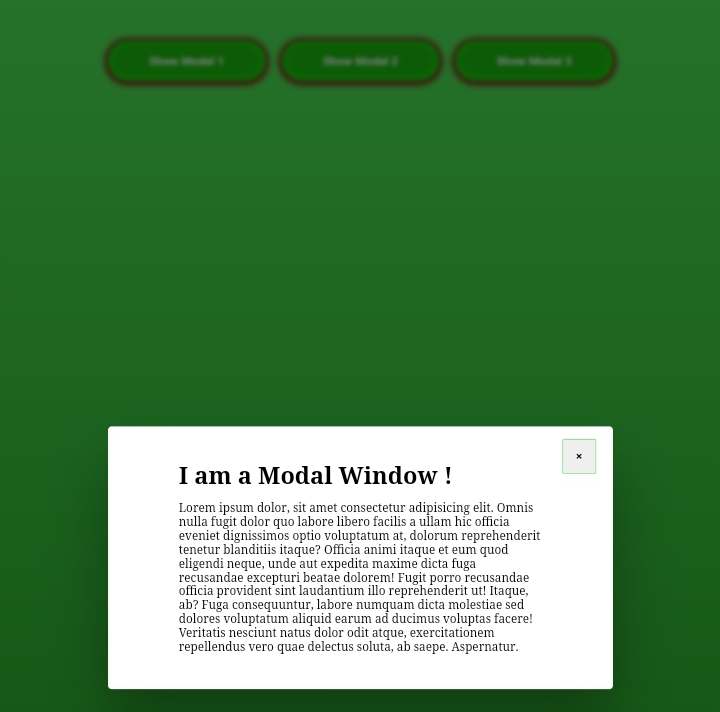 Show Modal 1
Show Modal 2
Show Modal 3
×
I am a Modal Window !
Lorem ipsum dolor, sit amet consectetur adipisicing elit. Omnis
nulla fugit dolor quo labore libero facilis a ullam hic officia
eveniet dignissimos optio voluptatum at, dolorum reprehenderit
tenetur blanditiis itaque? Officia animi itaque et eum quod
eligendi neque, unde aut expedita maxime dicta fuga
recusandae excepturi beatae dolorem! Fugit porro recusandae
officia provident sint laudantium illo reprehenderit ut! Itaque,
ab? Fuga consequuntur, labore numquam dicta molestiae sed
dolores voluptatum aliquid earum ad ducimus voluptas facere!
Veritatis nesciunt natus dolor odit atque, exercitationem
repellendus vero quae delectus soluta, ab saepe. Aspernatur.